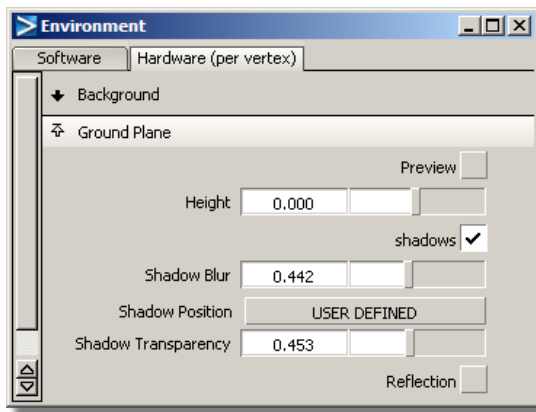 Environment
Software Hardware (per vertex)
Background
Ground Plane
Preview
Height 0.000
shadows
Shadow Blur 0.442
Shadow Position USER DEFINED
Shadow Transparency 0.453
Reflection